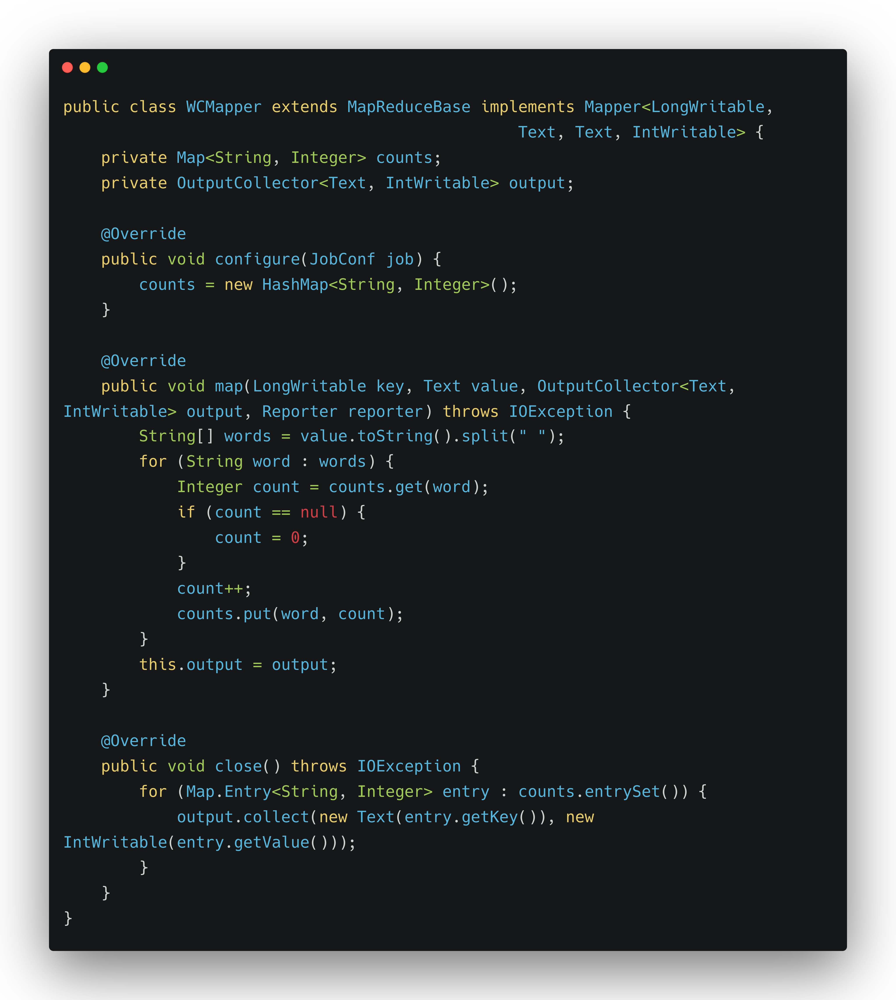 public class WCMapper extends MapReduceBase implements Mapper<LongWritable,
                                                Text, Text, IntWritable> {
    private Map<String, Integer> counts;
    private OutputCollector<Text, IntWritable> output;

    @Override
    public void configure(JobConf job) {
        counts = new HashMap<String, Integer>();
    }

    @Override
    public void map(LongWritable key, Text value, OutputCollector<Text,
IntWritable> output, Reporter reporter) throws IOException {
        String[] words = value.toString().split(" ");
        for (String word : words) {
            Integer count = counts.get(word);
            if (count == null) {
                count = 0;
            }
            count++;
            counts.put(word, count);
        }
        this.output = output;
    }

    @Override
    public void close() throws IOException {
        for (Map.Entry<String, Integer> entry : counts.entrySet()) {
            output.collect(new Text(entry.getKey()), new
IntWritable(entry.getValue()));
        }
    }
}